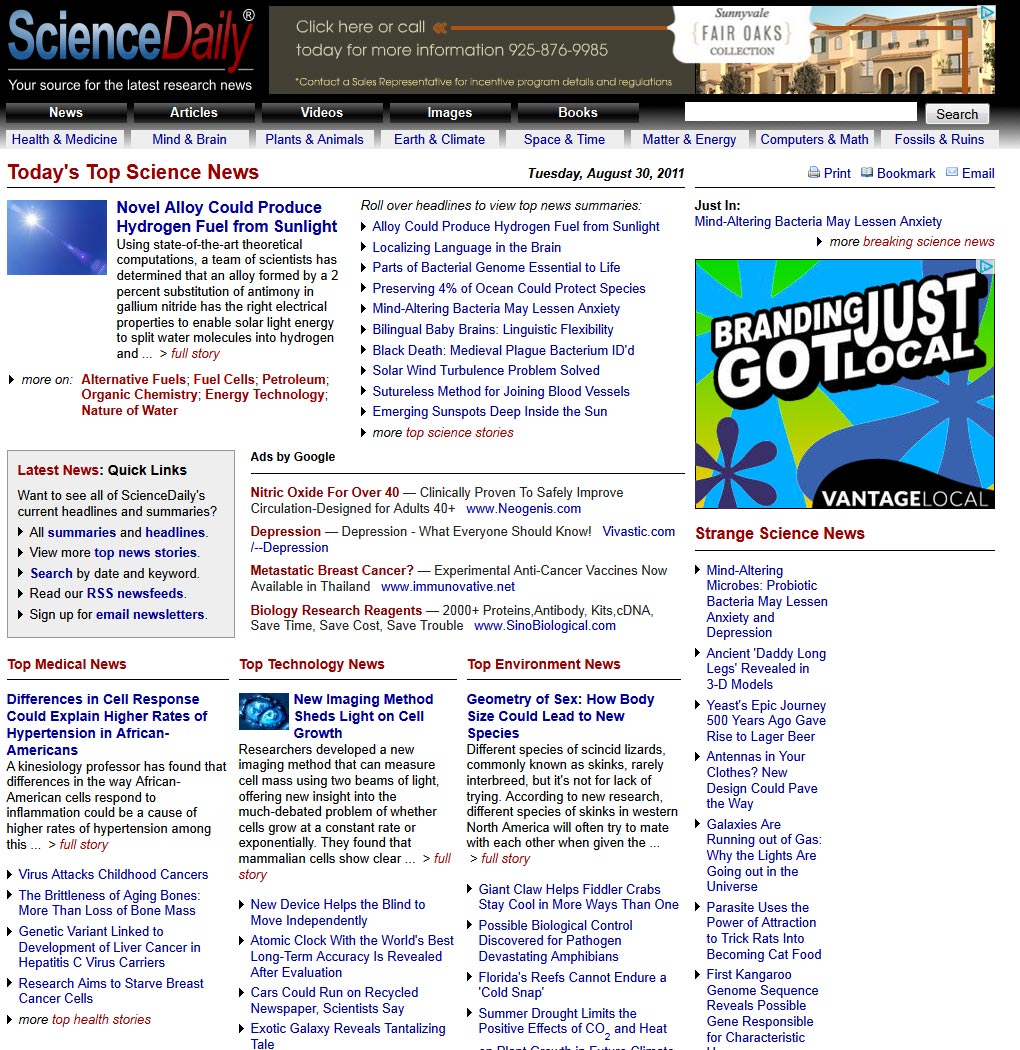 ScienceDaily®
Your source for the latest research news
Click here or call
today for more information 925-876-9985
*Contact a Sales Representative for incentive program details and regulations
Sunnyvale
FAIR OAKS
COLLECTION
News
Articles
Videos
Images
Books
Search
Health & Medicine
Mind & Brain
Plants & Animals
Earth & Climate
Space & Time
Matter & Energy
Computers & Math
Fossils & Ruins
Today's Top Science News
Tuesday, August 30, 2011
Print Bookmark Email
Novel Alloy Could Produce
Hydrogen Fuel from Sunlight
Using state-of-the-art theoretical
computations, a team of scientists has
determined that an alloy formed by a 2
percent substitution of antimony in
gallium nitride has the right electrical
properties to enable solar light energy
to split water molecules into hydrogen
and ... > full story
more on: Alternative Fuels; Fuel Cells; Petroleum;
Organic Chemistry; Energy Technology;
Nature of Water
Roll over headlines to view top news summaries:
Alloy Could Produce Hydrogen Fuel from Sunlight
Localizing Language in the Brain
Parts of Bacterial Genome Essential to Life
Preserving 4% of Ocean Could Protect Species
Mind-Altering Bacteria May Lessen Anxiety
Bilingual Baby Brains: Linguistic Flexibility
Black Death: Medieval Plague Bacterium ID'd
Solar Wind Turbulence Problem Solved
Sutureless Method for Joining Blood Vessels
Emerging Sunspots Deep Inside the Sun
more top science stories
Just In:
Mind-Altering Bacteria May Lessen Anxiety
more breaking science news
BRANDING JUST
GOT LOCAL
VANTAGELOCAL
Latest News: Quick Links
Want to see all of ScienceDaily's
current headlines and summaries?
All summaries and headlines.
View more top news stories.
Search by date and keyword.
Read our RSS newsfeeds.
Sign up for email newsletters.
Ads by Google
Nitric Oxide For Over 40 — Clinically Proven To Safely Improve
Circulation-Designed for Adults 40+ www.Neogenis.com
Depression — Depression - What Everyone Should Know! Vivastic.com
/--Depression
Metastatic Breast Cancer? — Experimental Anti-Cancer Vaccines Now
Available in Thailand www.immunovative.net
Biology Research Reagents — 2000+ Proteins,Antibody, Kits,cDNA,
Save Time, Save Cost, Save Trouble www.SinoBiological.com
Top Medical News
Differences in Cell Response
Could Explain Higher Rates of
Hypertension in African-
Americans
A kinesiology professor has found that
differences in the way African-
American cells respond to
inflammation could be a cause of
higher rates of hypertension among
this ... > full story
Virus Attacks Childhood Cancers
The Brittleness of Aging Bones:
More Than Loss of Bone Mass
Genetic Variant Linked to
Development of Liver Cancer in
Hepatitis C Virus Carriers
Research Aims to Starve Breast
Cancer Cells
more top health stories
Top Technology News
New Imaging Method
Sheds Light on Cell
Growth
Researchers developed a new
imaging method that can measure
cell mass using two beams of light,
offering new insight into the
much-debated problem of whether
cells grow at a constant rate or
exponentially. They found that
mammalian cells show clear ... > full
story
New Device Helps the Blind to
Move Independently
Atomic Clock With the World's Best
Long-Term Accuracy Is Revealed
After Evaluation
Cars Could Run on Recycled
Newspaper, Scientists Say
Exotic Galaxy Reveals Tantalizing
Tale
Top Environment News
Geometry of Sex: How Body
Size Could Lead to New
Species
Different species of scincid lizards,
commonly known as skinks, rarely
interbreed, but it's not for lack of
trying. According to new research,
different species of skinks in western
North America will often try to mate
with each other when given the ...
> full story
Giant Claw Helps Fiddler Crabs
Stay Cool in More Ways Than One
Possible Biological Control
Discovered for Pathogen
Devastating Amphibians
Florida's Reefs Cannot Endure a
'Cold Snap'
Summer Drought Limits the
Positive Effects of CO2 and Heat
on Plant Growth in Future Climate
Strange Science News
Mind-Altering
Microbes: Probiotic
Bacteria May Lessen
Anxiety and
Depression
Ancient 'Daddy Long
Legs' Revealed in
3-D Models
Yeast's Epic Journey
500 Years Ago Gave
Rise to Lager Beer
Antennas in Your
Clothes? New
Design Could Pave
the Way
Galaxies Are
Running out of Gas:
Why the Lights Are
Going out in the
Universe
Parasite Uses the
Power of Attraction
to Trick Rats Into
Becoming Cat Food
First Kangaroo
Genome Sequence
Reveals Possible
Gene Responsible
for Characteristic